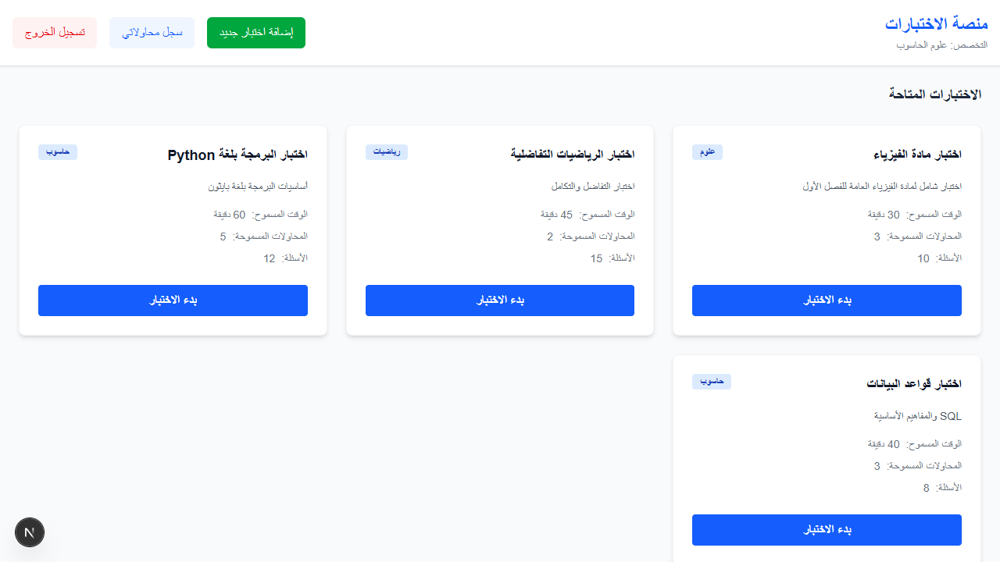 منصة الاختبارات
التخصص: علوم الحاسوب
إضافة اختبار جديد
سجل محاولاتي
تسجيل الخروج
الاختبارات المتاحة
اختبار مادة الفيزياء
علوم
اختبار شامل لمادة الفيزياء العامة للفصل الأول
الوقت المسموح: 30 دقيقة
المحاولات المسموحة: 3
الأسئلة: 10
بدء الاختبار
اختبار الرياضيات التفاضلية
رياضيات
اختبار التفاضل والتكامل
الوقت المسموح: 45 دقيقة
المحاولات المسموحة: 2
الأسئلة: 15
بدء الاختبار
اختبار البرمجة بلغة Python
حاسوب
أساسيات البرمجة بلغة بايثون
الوقت المسموح: 60 دقيقة
المحاولات المسموحة: 5
الأسئلة: 12
بدء الاختبار
اختبار قواعد البيانات
حاسوب
SQL والمفاهيم الأساسية
الوقت المسموح: 40 دقيقة
المحاولات المسموحة: 3
الأسئلة: 8
بدء الاختبار
N